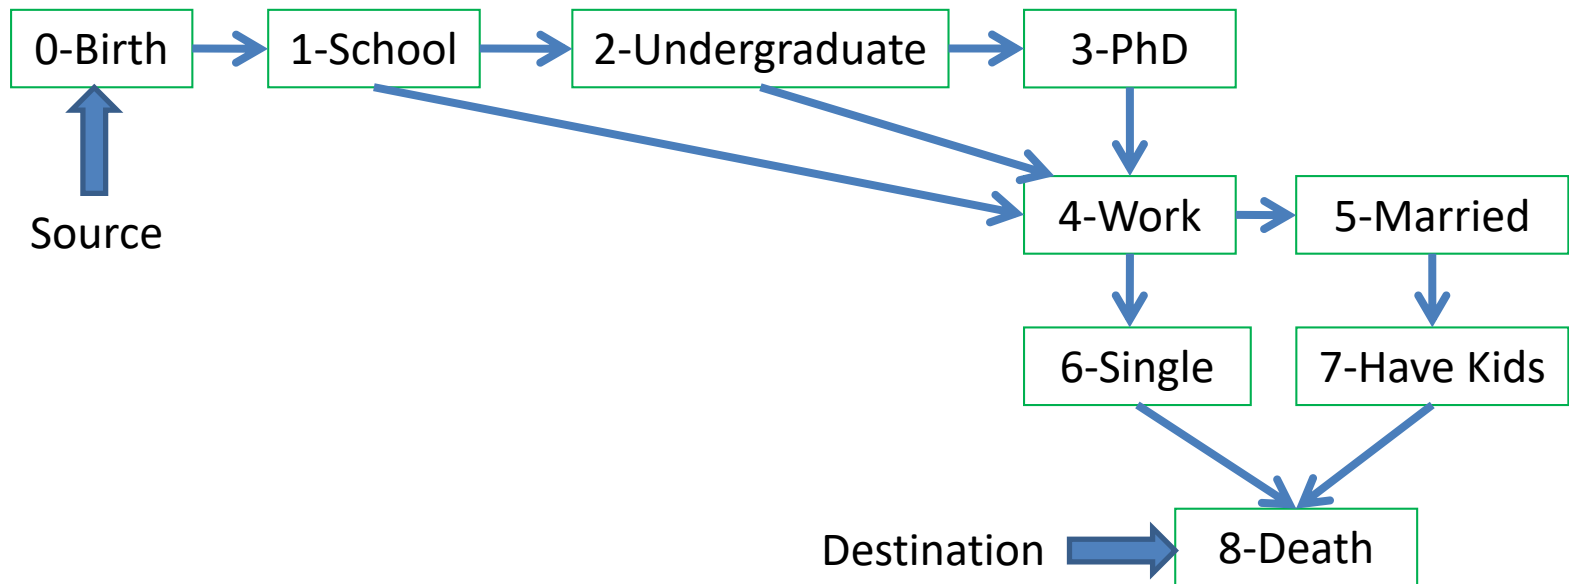 0-Birth
1-School
2-Undergraduate
3-PhD
Source
4-Work
5-Married
6-Single
7-Have Kids
Destination
8-Death